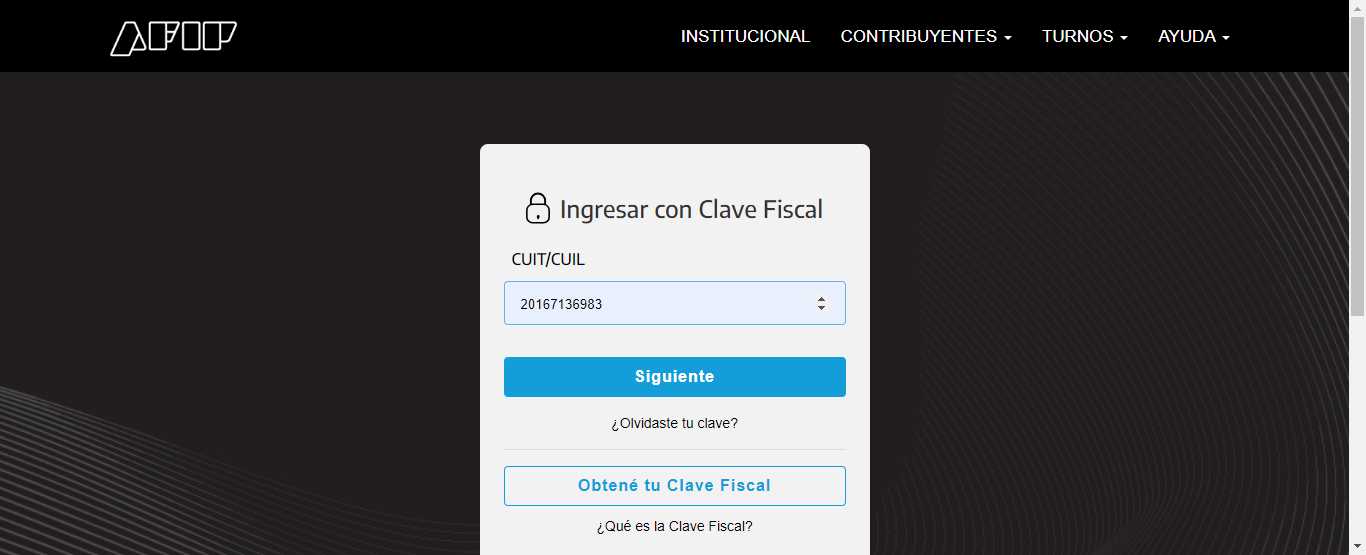 AFIP
INSTITUCIONAL CONTRIBUYENTES TURNOS AYUDA
Ingresar con Clave Fiscal
CUIT/CUIL
20167136983
Siguiente
¿Olvidaste tu clave?
Obtené tu Clave Fiscal
¿Qué es la Clave Fiscal?